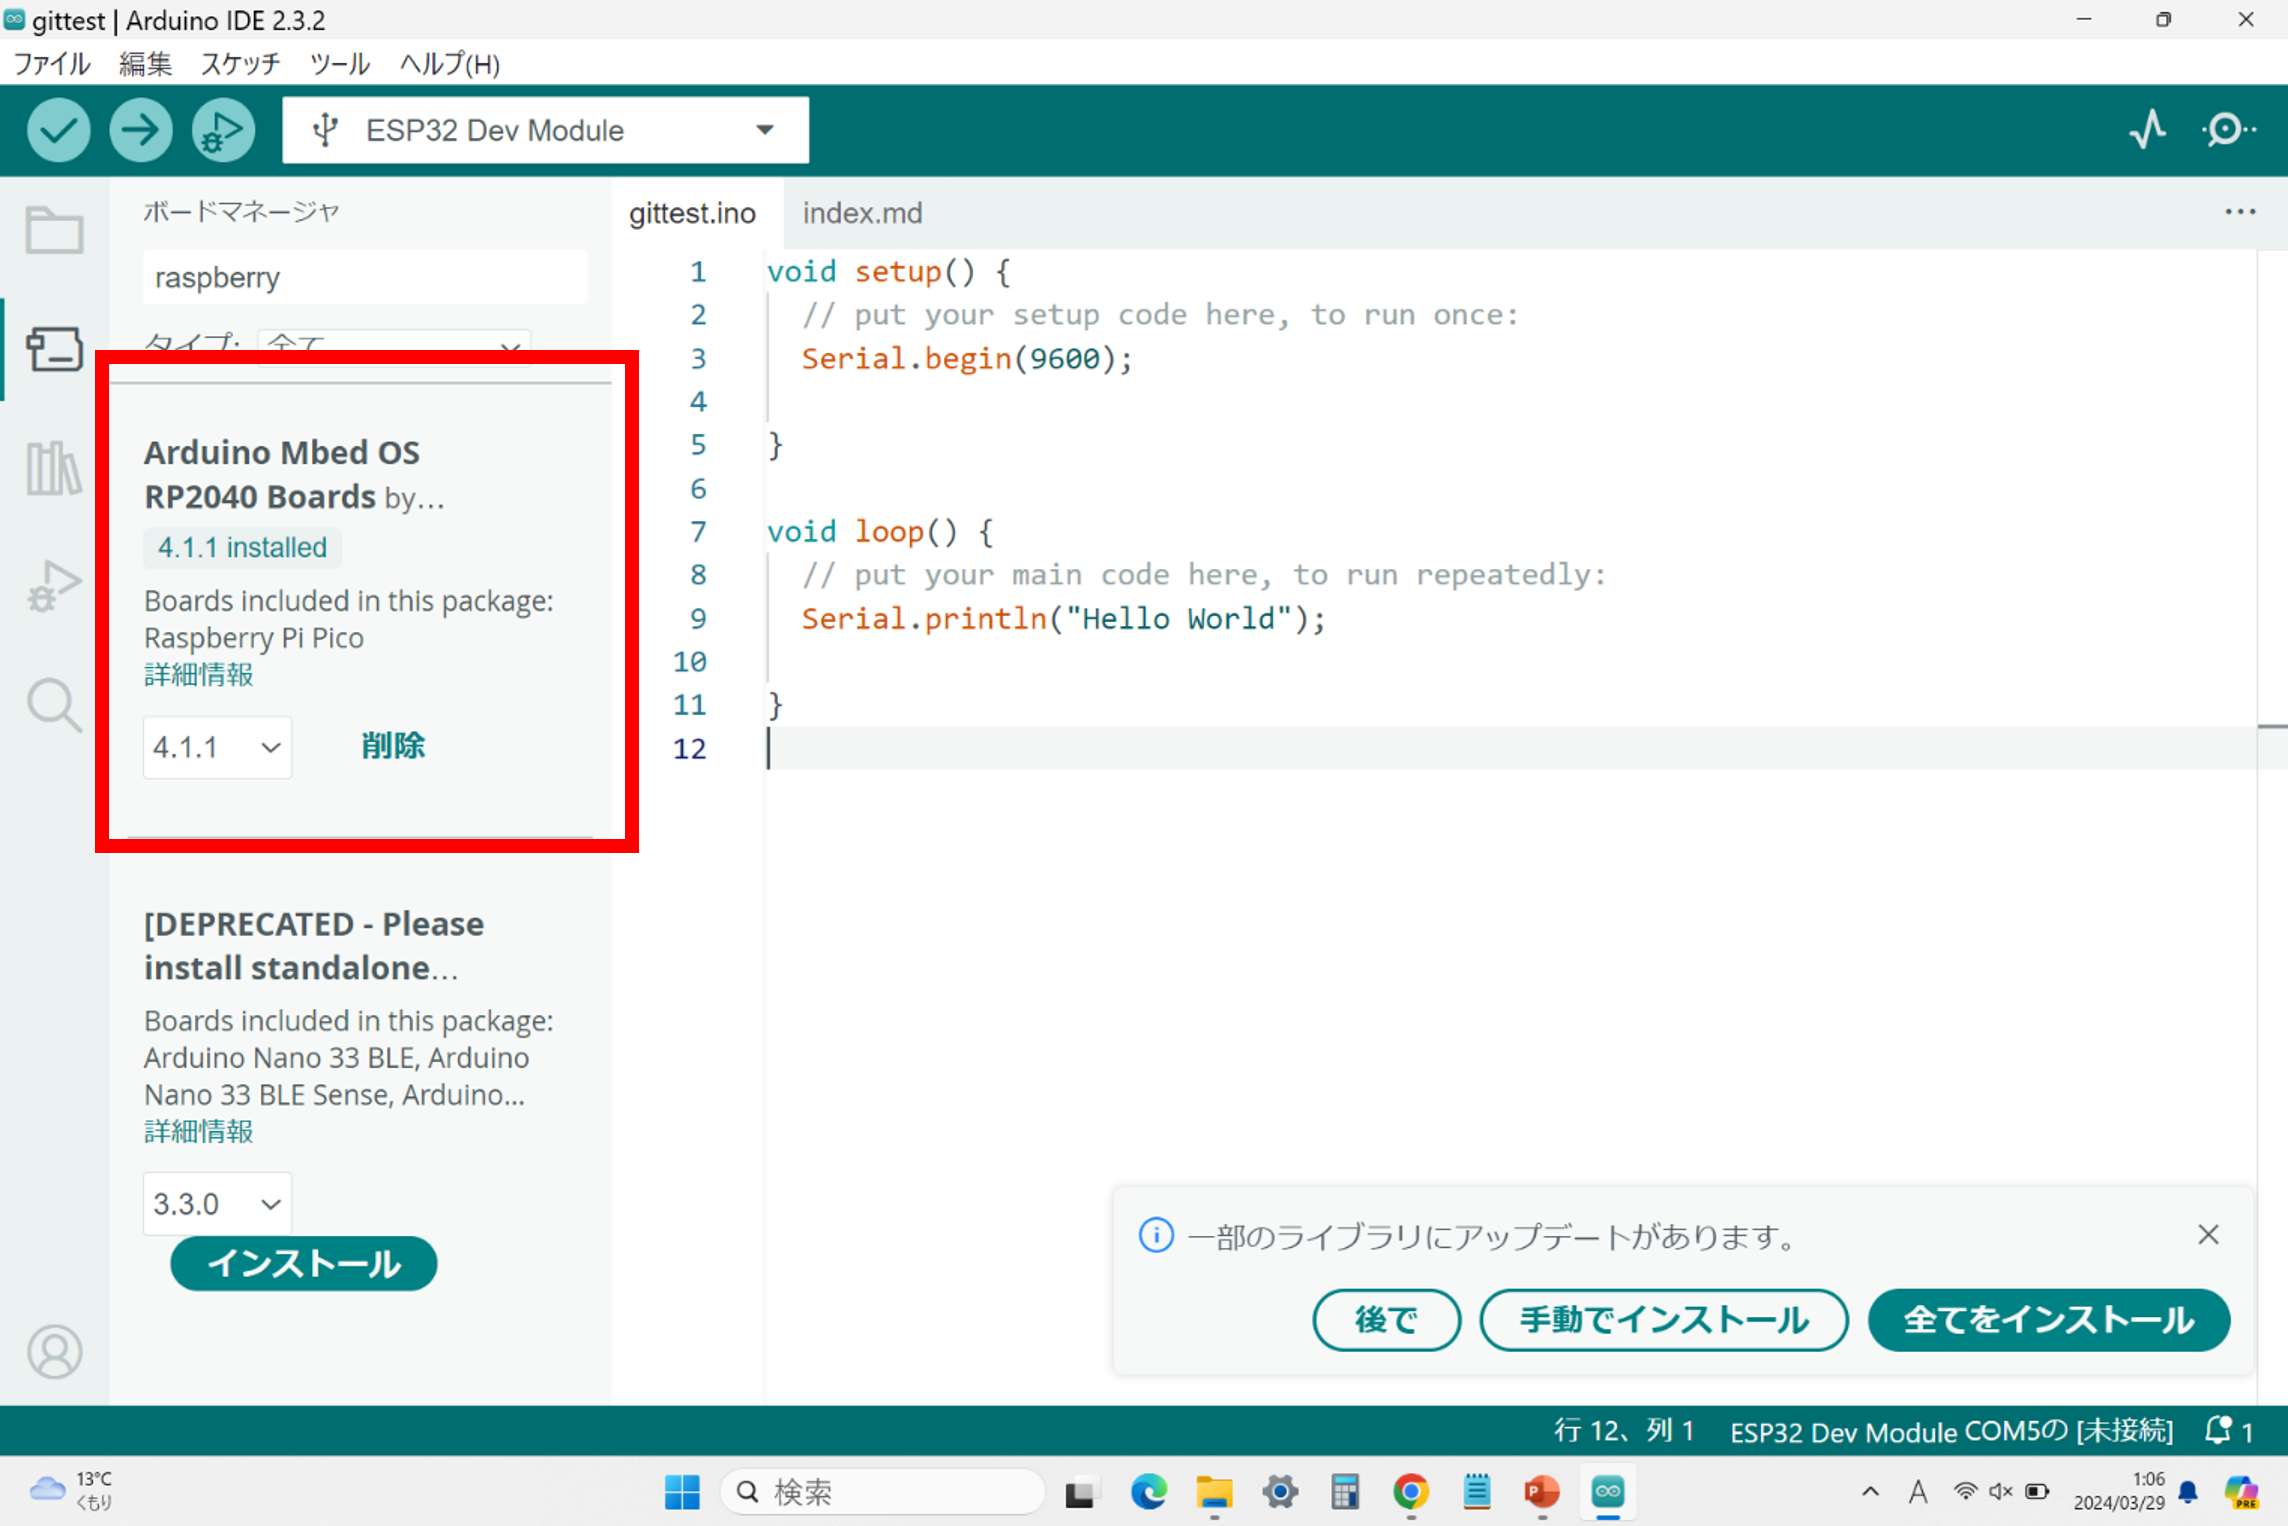 gittest | Arduino IDE 2.3.2
ファイル 編集 スケッチ ツール ヘルプ(H)
ESP32 Dev Module
ボードマネージャ
raspberry
タイプ: 全て
Arduino Mbed OS
RP2040 Boards by…
4.1.1 installed
Boards included in this package:
Raspberry Pi Pico
詳細情報
4.1.1 削除
[DEPRECATED - Please
install standalone…
Boards included in this package:
Arduino Nano 33 BLE, Arduino
Nano 33 BLE Sense, Arduino…
詳細情報
3.3.0
インストール
gittest.ino index.md
1 void setup() {
2 // put your setup code here, to run once:
3 Serial.begin(9600);
4
5 }
6
7 void loop() {
8 // put your main code here, to run repeatedly:
9 Serial.println("Hello World");
10
11 }
12
一部のライブラリにアップデートがあります。
後で 手動でインストール 全てをインストール
行 12、列 1 ESP32 Dev Module COM5の [未接続] 1
13°C
くもり
検索
A
1:06
2024/03/29
PRE